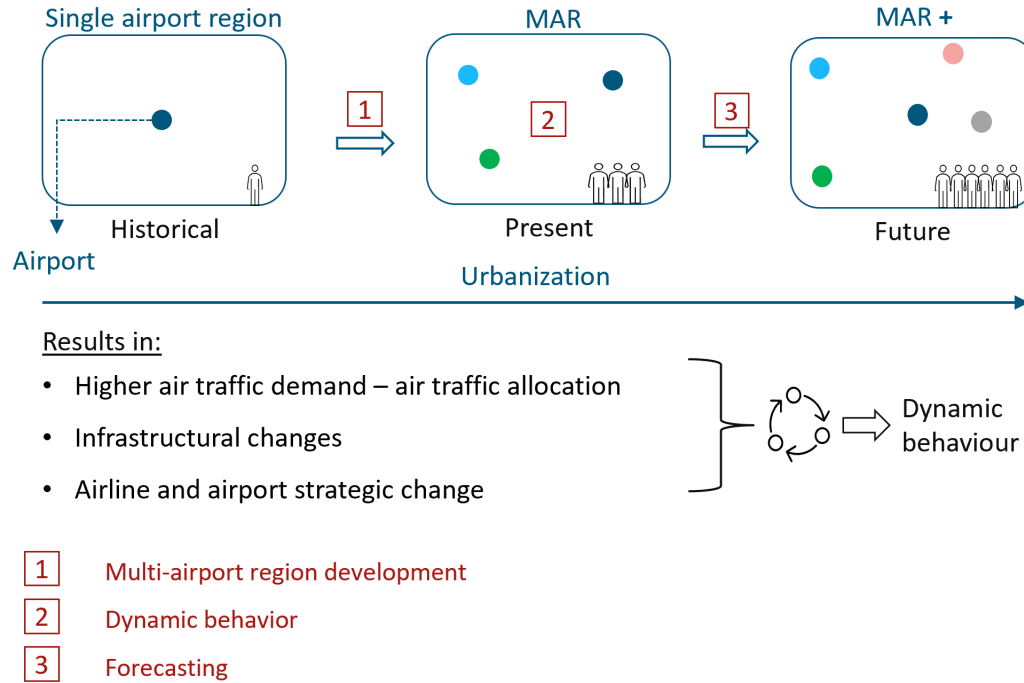 Single airport region
MAR
MAR +
1
2
3
Historical
Present
Future
Airport
Urbanization
Results in:
• Higher air traffic demand – air traffic allocation
• Infrastructural changes
• Airline and airport strategic change
Dynamic
behaviour
1 Multi-airport region development
2 Dynamic behavior
3 Forecasting